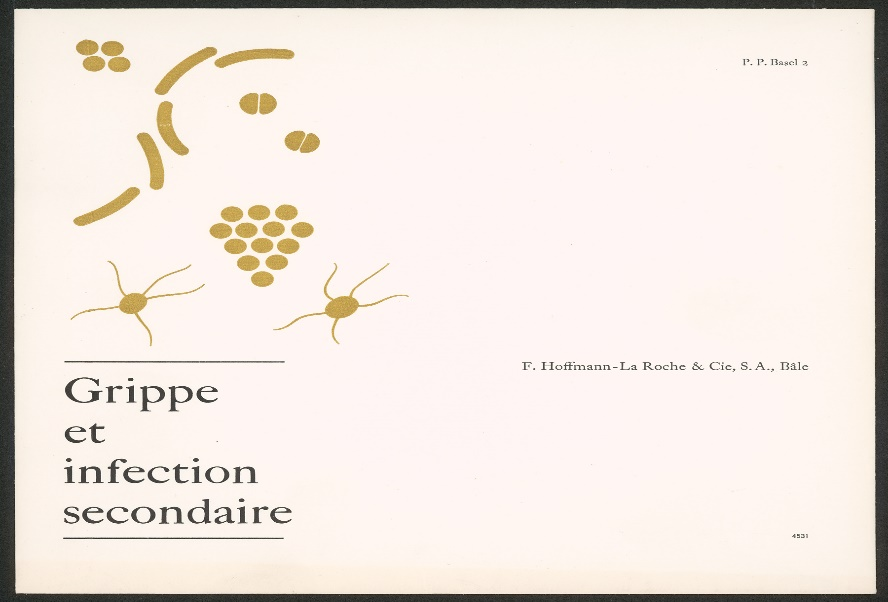 P. P. Basel 2
F. Hoffmann-La Roche & Cie, S. A., Bâle
Grippe
et
infection
secondaire
4531